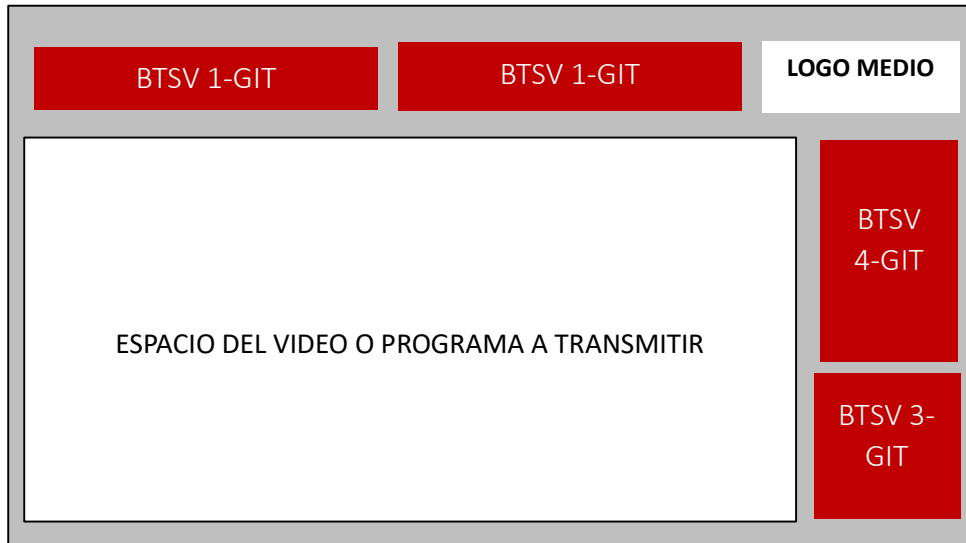 BTSV 1-GIT
BTSV 1-GIT
LOGO MEDIO
BTSV
4-GIT
ESPACIO DEL VIDEO O PROGRAMA A TRANSMITIR
BTSV 3-
GIT